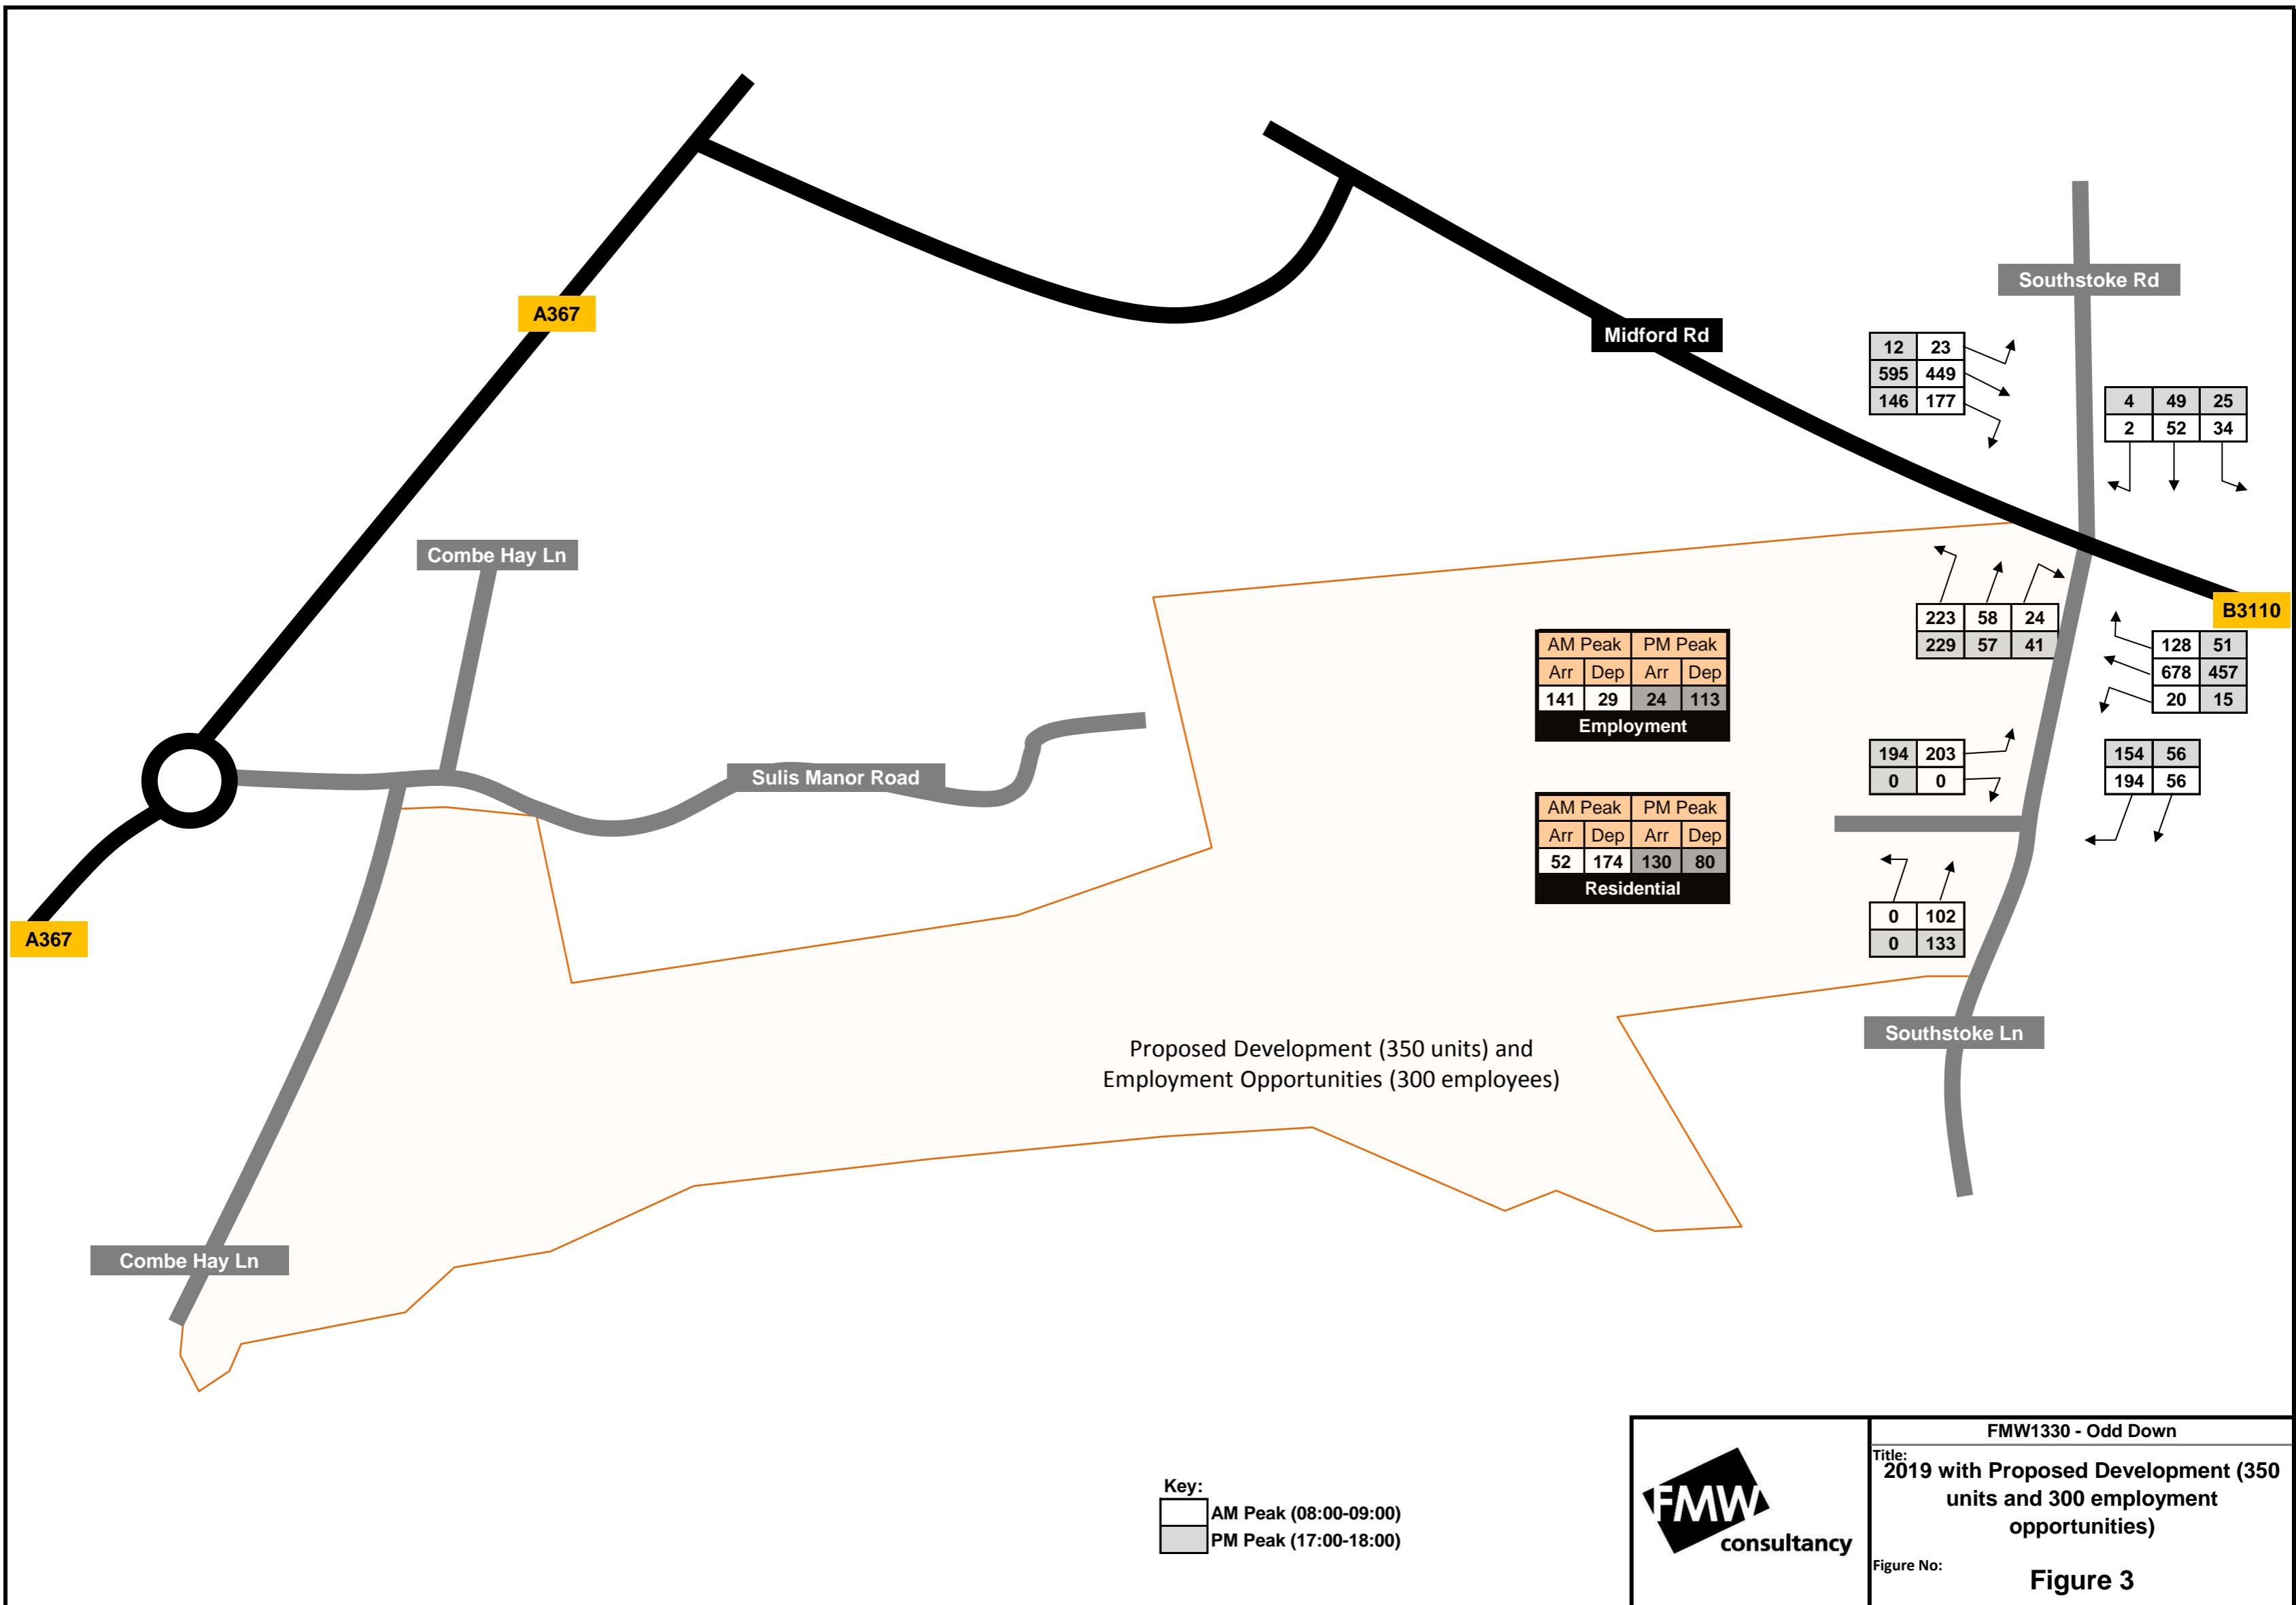 A367
Midford Rd
Southstoke Rd
12 23
595 449
146 177
4 49 25
2 52 34
Combe Hay Ln
223 58 24
229 57 41
B3110
128 51
678 457
20 15
AM Peak PM Peak
Arr Dep Arr Dep
141 29 24 113
Employment
Sulis Manor Road
194 203
0 0
154 56
194 56
AM Peak PM Peak
Arr Dep Arr Dep
52 174 130 80
Residential
A367
0 102
0 133
Southstoke Ln
Proposed Development (350 units) and
Employment Opportunities (300 employees)
Combe Hay Ln
Key:
AM Peak (08:00-09:00)
PM Peak (17:00-18:00)
FMW
consultancy
FMW1330 - Odd Down
Title:
2019 with Proposed Development (350
units and 300 employment
opportunities)
Figure No:
Figure 3